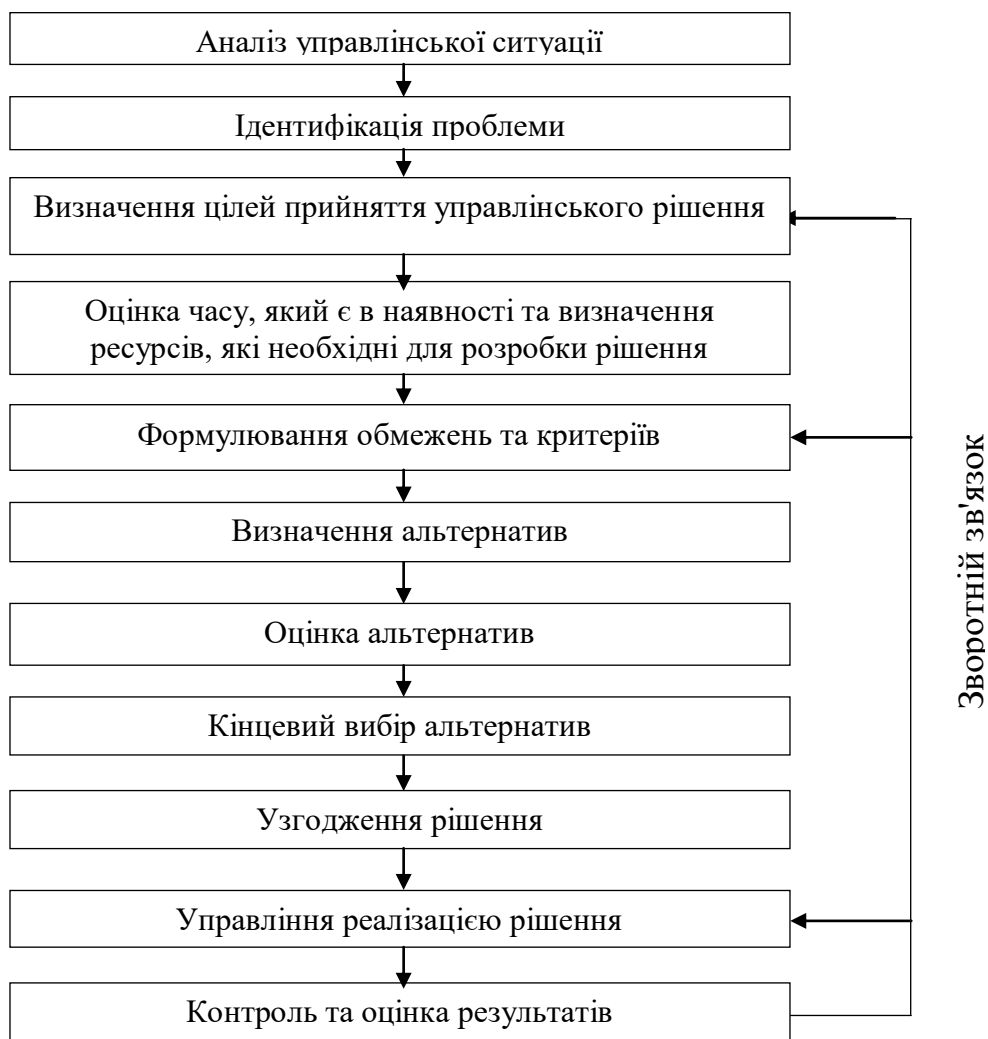 Аналіз управлінської ситуації
Ідентифікація проблеми
Визначення цілей прийняття управлінського рішення
Оцінка часу, який є в наявності та визначення
ресурсів, які необхідні для розробки рішення
Формулювання обмежень та критеріїв
Визначення альтернатив
Оцінка альтернатив
Кінцевий вибір альтернатив
Узгодження рішення
Управління реалізацією рішення
Контроль та оцінка результатів
Зворотній зв'язок